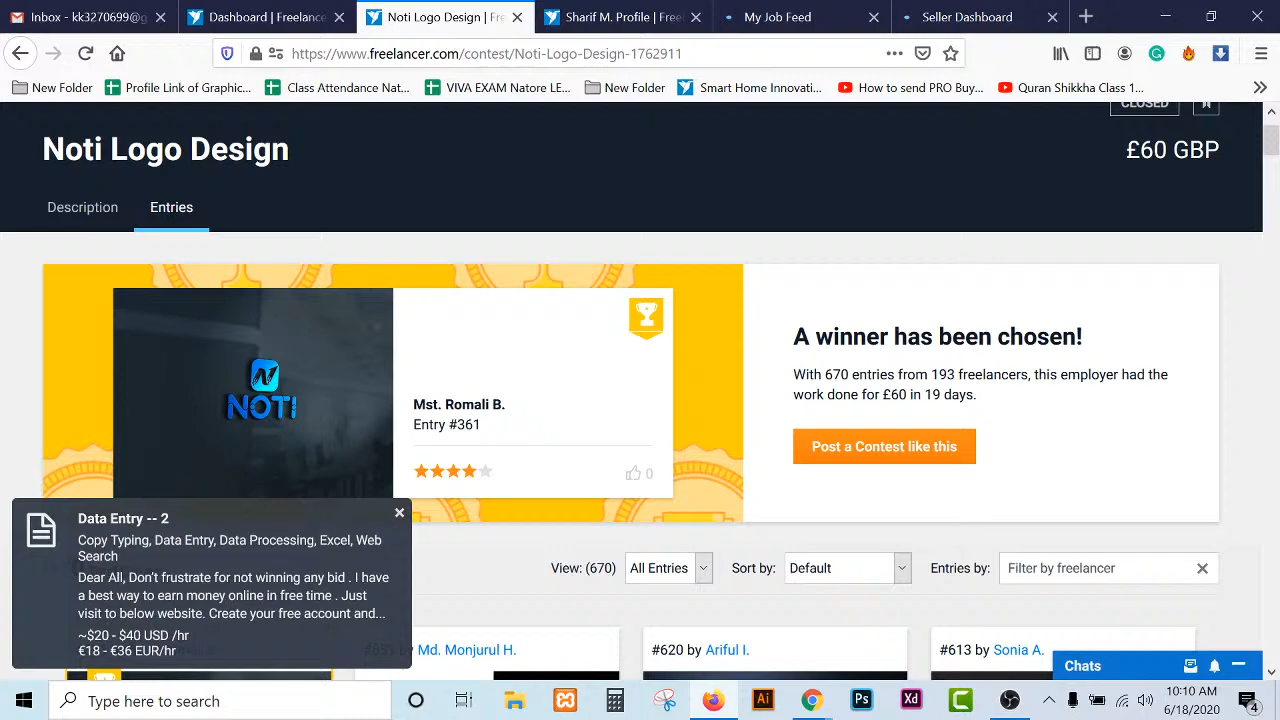 Inbox - kk3270699@g
Dashboard | Freelance
Noti Logo Design | Fre
Sharif M. Profile | Freel
My Job Feed
Seller Dashboard
https://www.freelancer.com/contest/Noti-Logo-Design-1762911
New Folder
Profile Link of Graphic...
Class Attendance Nat...
VIVA EXAM Natore LE...
New Folder
Smart Home Innovati...
How to send PRO Buy...
Quran Shikkha Class 1...
CLOSED
Noti Logo Design
£60 GBP
Description
Entries
NOTI
Mst. Romali B.
Entry #361
0
A winner has been chosen!
With 670 entries from 193 freelancers, this employer had the
work done for £60 in 19 days.
Post a Contest like this
Data Entry -- 2
Copy Typing, Data Entry, Data Processing, Excel, Web
Search
Dear All, Don't frustrate for not winning any bid . I have
a best way to earn money online in free time . Just
visit to below website. Create your free account and...
~$20 - $40 USD /hr
€18 - €36 EUR/hr
View: (670)
All Entries
Sort by:
Default
Entries by:
Filter by freelancer
Md. Monjurul H.
#620 by Ariful I.
#613 by Sonia A.
Chats
Type here to search
Ai
Ps
Xd
10:10 AM
6/18/2020
4